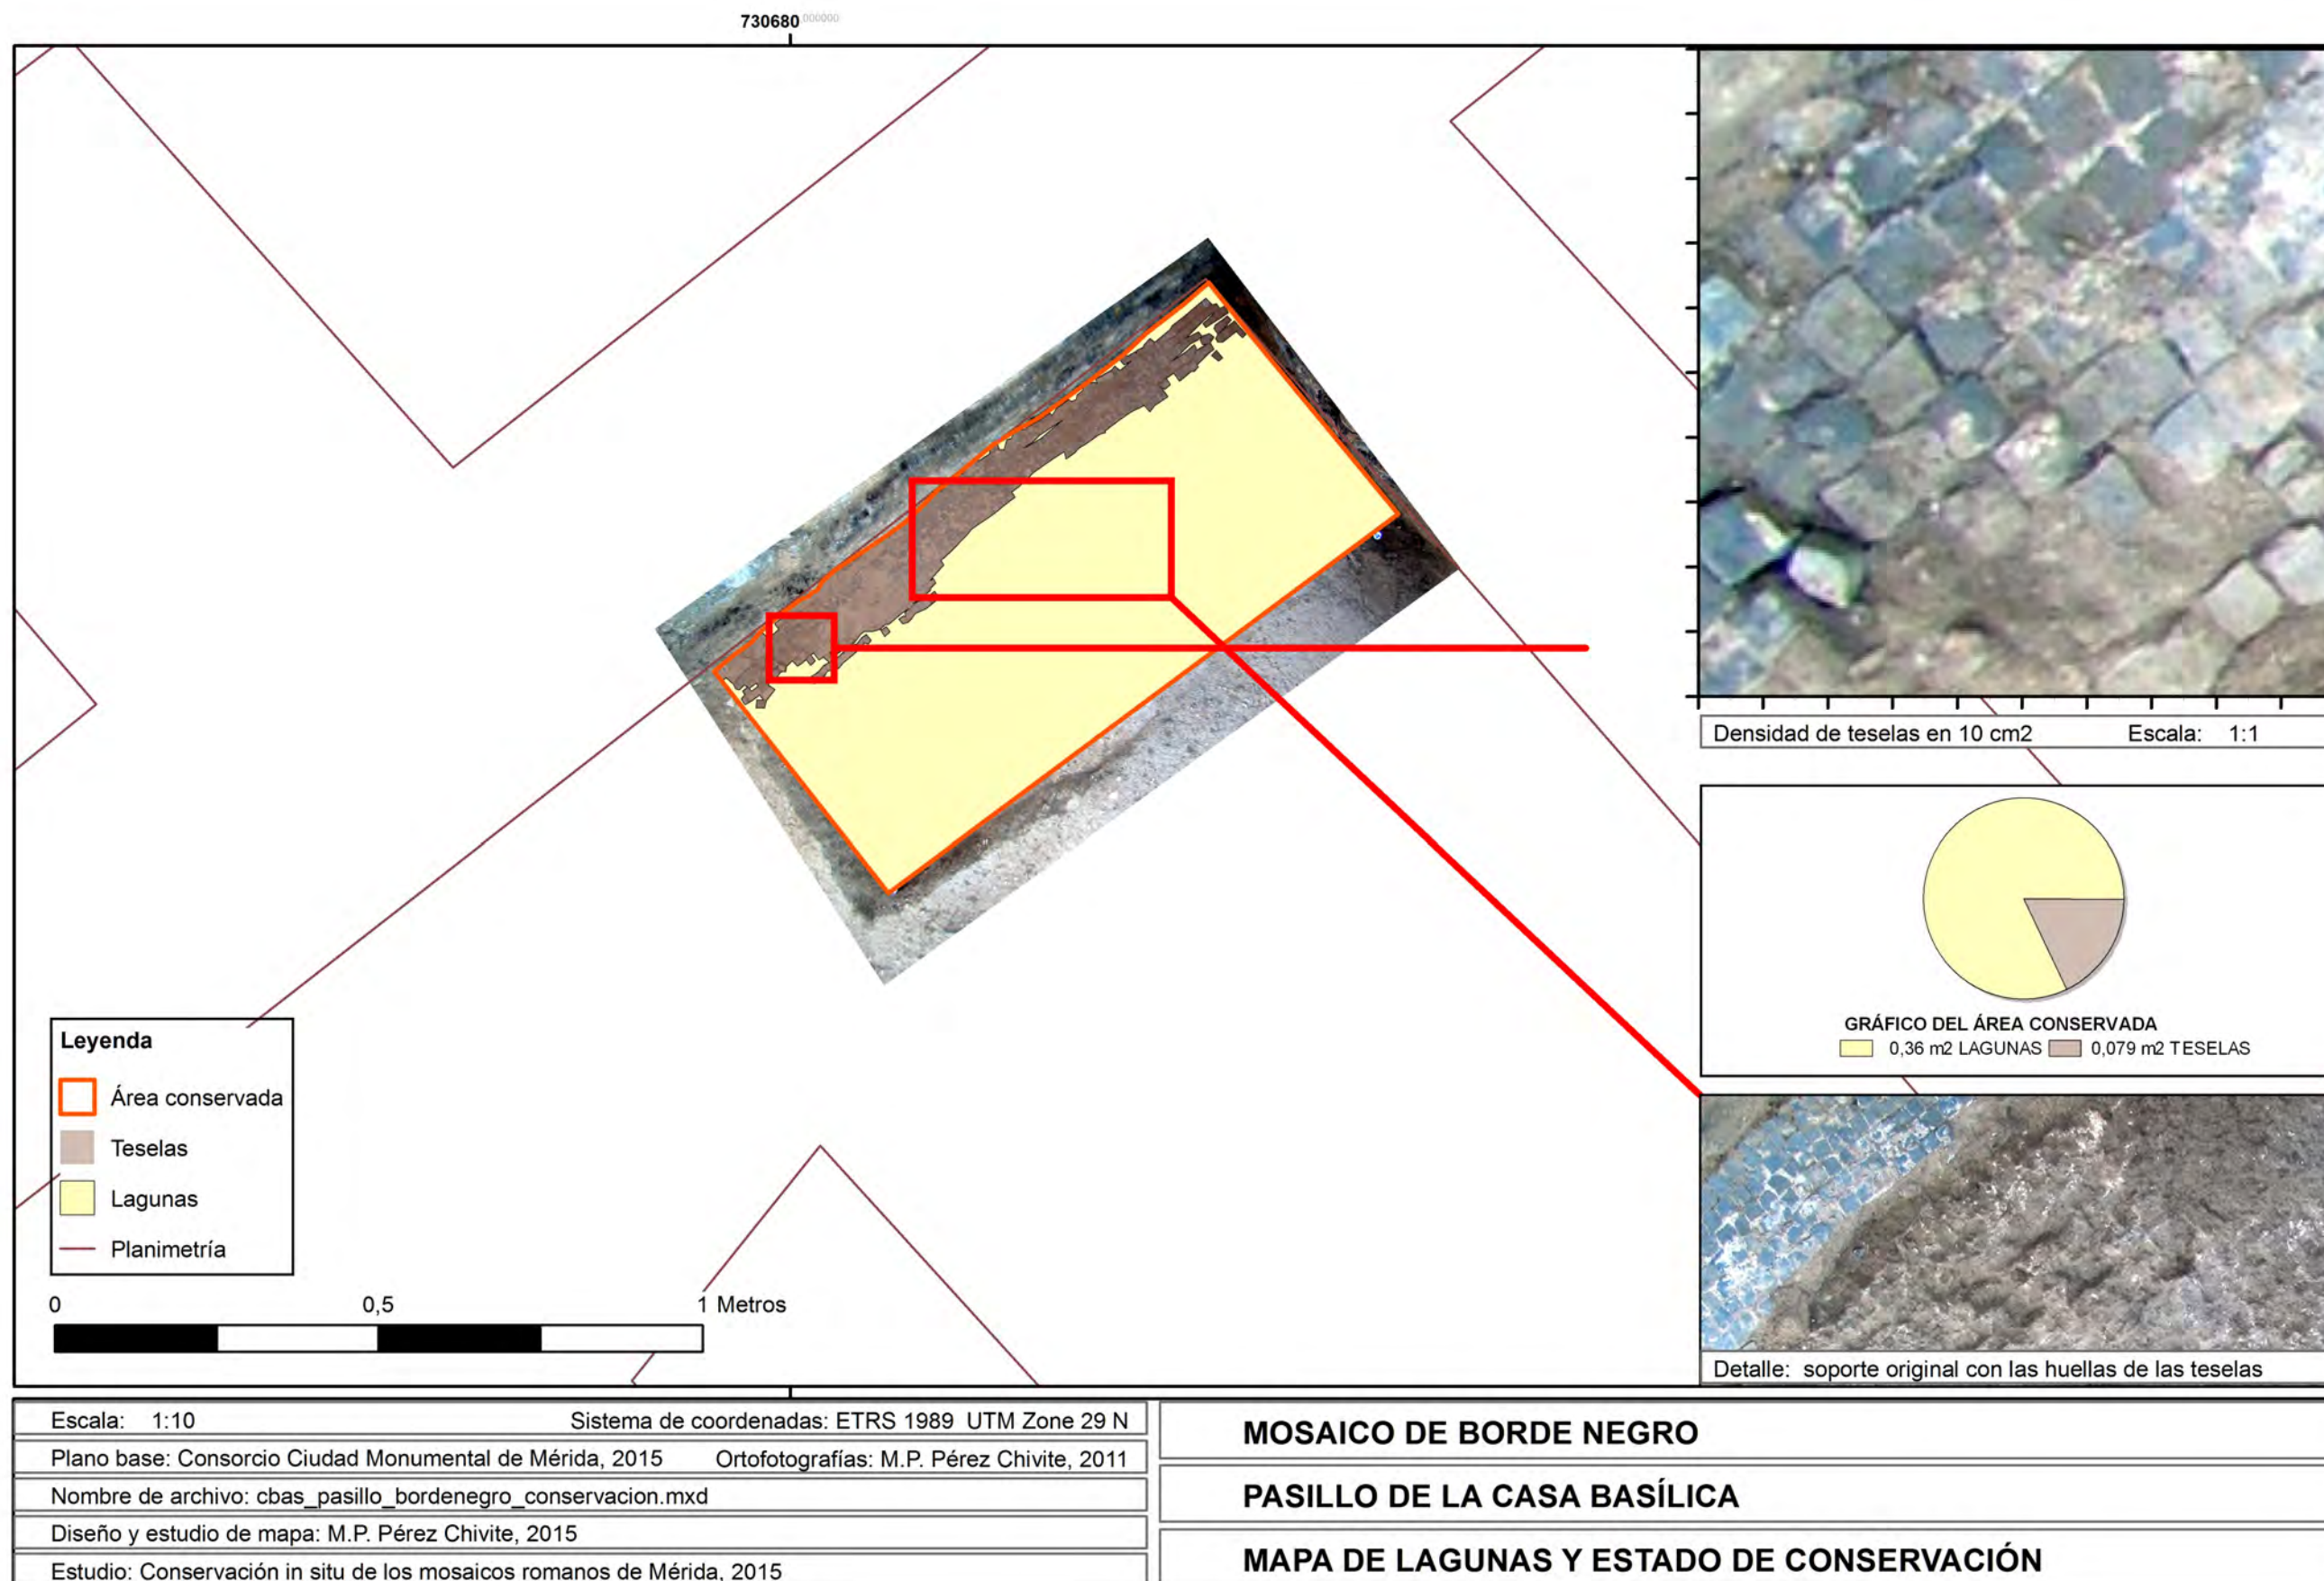 730680,000000
Densidad de teselas en 10 cm2 Escala: 1:1
GRÁFICO DEL ÁREA CONSERVADA
0,36 m2 LAGUNAS 0,079 m2 TESELAS
Leyenda
Área conservada
Teselas
Lagunas
Planimetría
0 0,5 1 Metros
Detalle: soporte original con las huellas de las teselas
Escala: 1:10 Sistema de coordenadas: ETRS 1989 UTM Zone 29 N
Plano base: Consorcio Ciudad Monumental de Mérida, 2015 Ortofotografías: M.P. Pérez Chivite, 2011
Nombre de archivo: cbas_pasillo_bordenegro_conservacion.mxd
Diseño y estudio de mapa: M.P. Pérez Chivite, 2015
Estudio: Conservación in situ de los mosaicos romanos de Mérida, 2015
MOSAICO DE BORDE NEGRO
PASILLO DE LA CASA BASÍLICA
MAPA DE LAGUNAS Y ESTADO DE CONSERVACIÓN